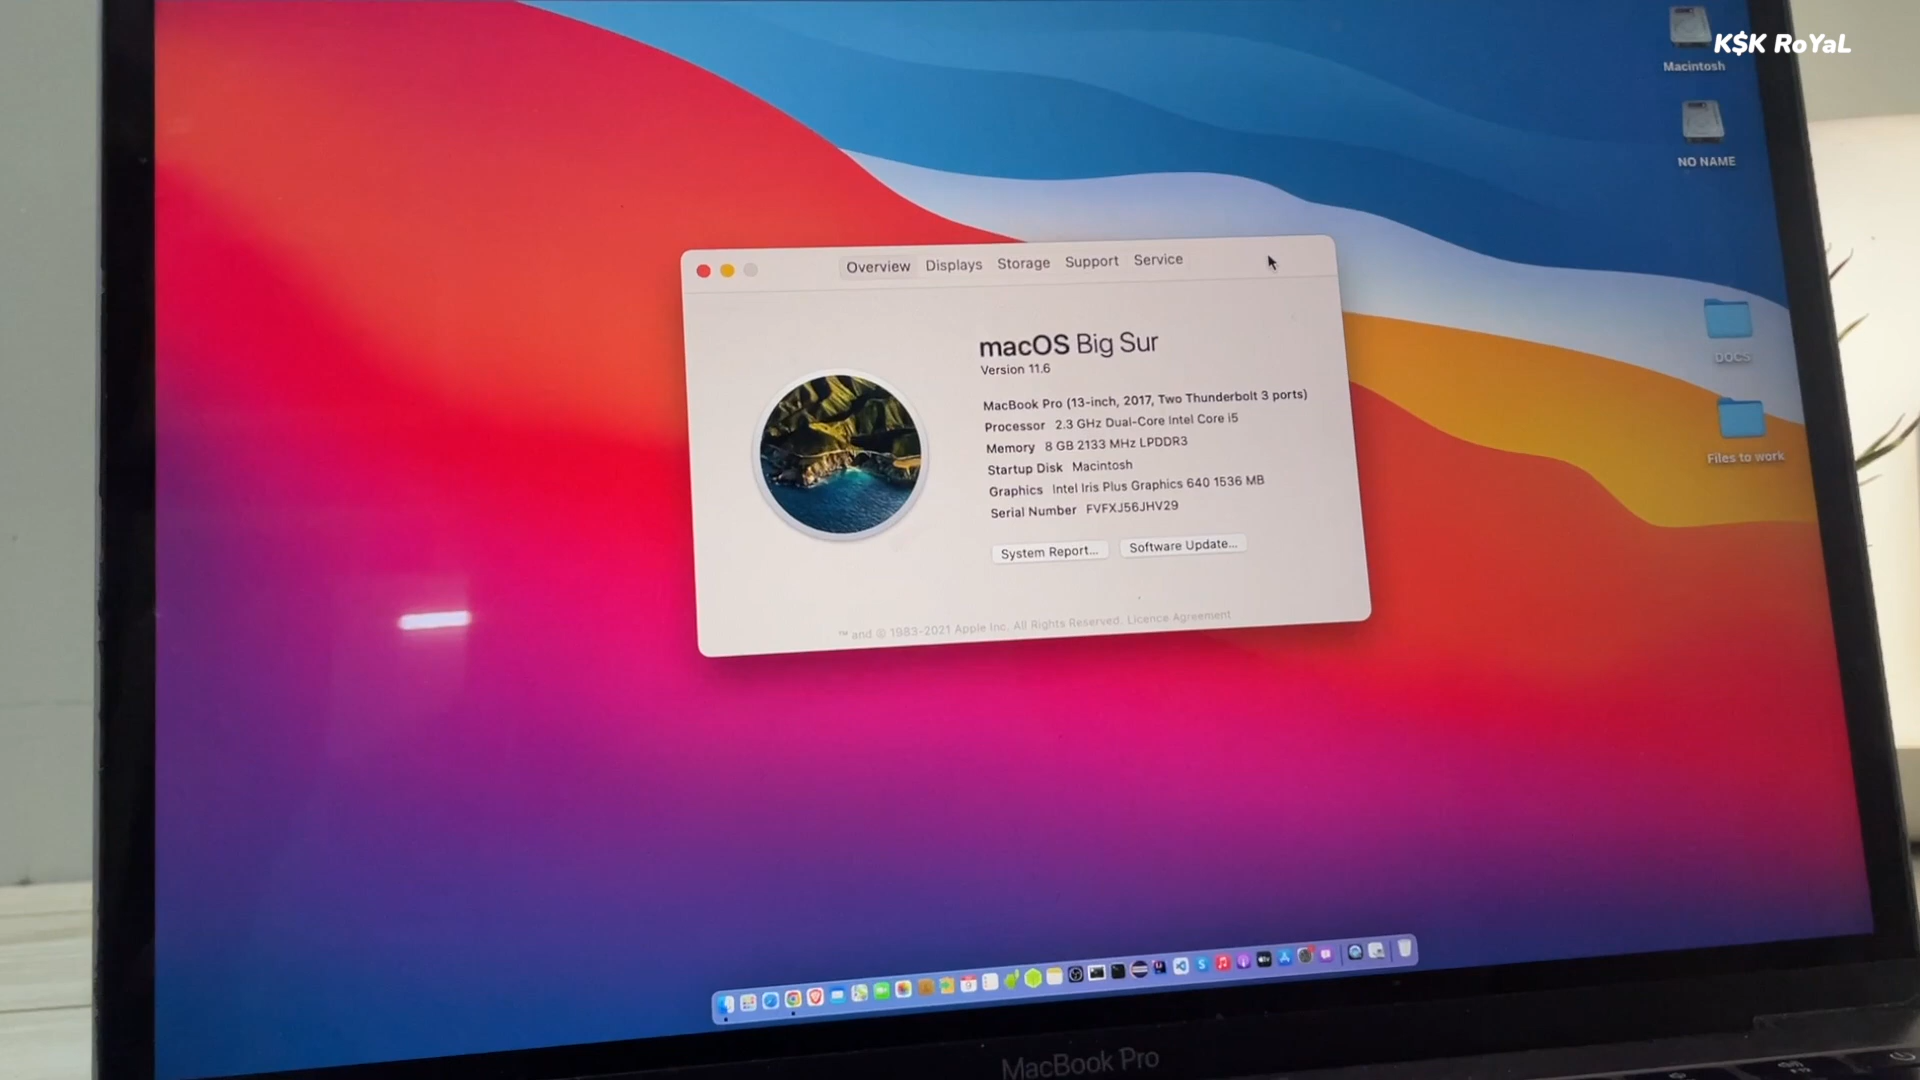 K$K RoYaL
Macintosh
NO NAME
Overview Displays Storage Support Service
macOS Big Sur
Version 11.6
MacBook Pro (13-inch, 2017, Two Thunderbolt 3 ports)
Processor 2.3 GHz Dual-Core Intel Core i5
Memory 8 GB 2133 MHz LPDDR3
Startup Disk Macintosh
Graphics Intel Iris Plus Graphics 640 1536 MB
Serial Number FVFXJ56JHV29
System Report... Software Update...
™ and © 1983-2021 Apple Inc. All Rights Reserved. Licence Agreement
DOCS
Files to work
MacBook Pro